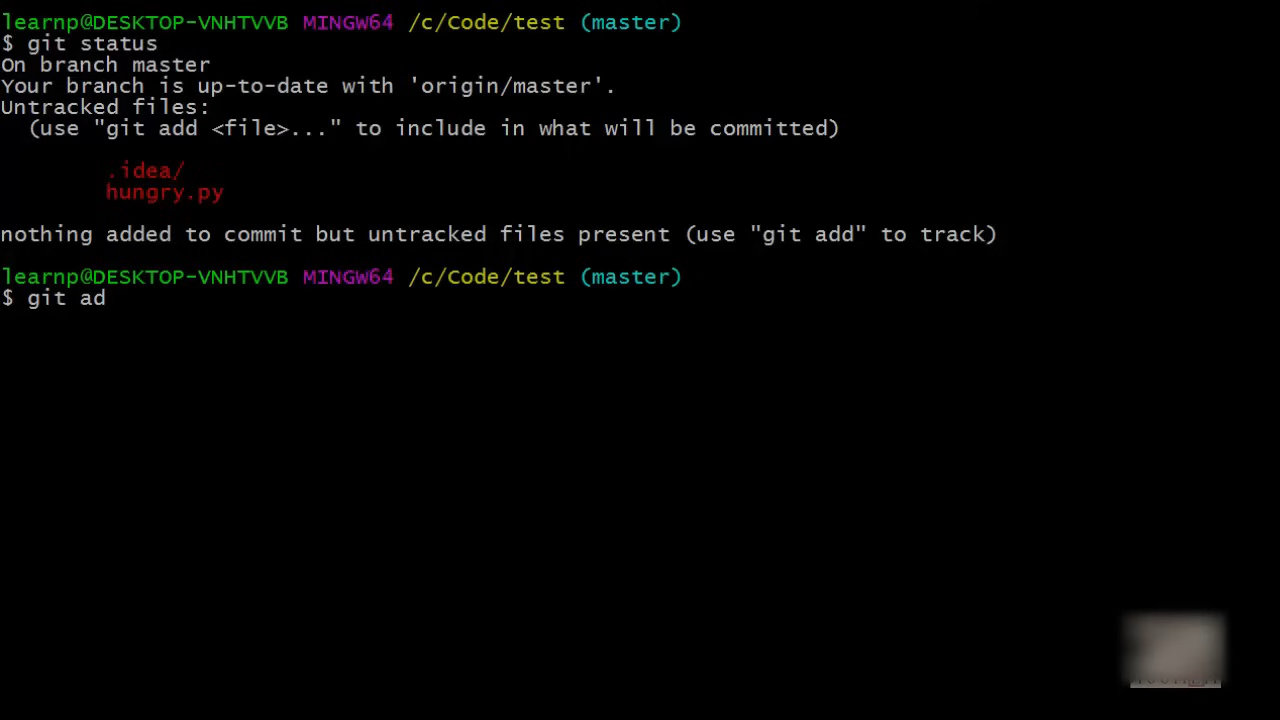 learnp@DESKTOP-VNHTVVB MINGW64 /c/Code/test (master)
$ git status
On branch master
Your branch is up-to-date with 'origin/master'.
Untracked files:
  (use "git add <file>..." to include in what will be committed)
        .idea/
        hungry.py
nothing added to commit but untracked files present (use "git add" to track)
learnp@DESKTOP-VNHTVVB MINGW64 /c/Code/test (master)
$ git ad